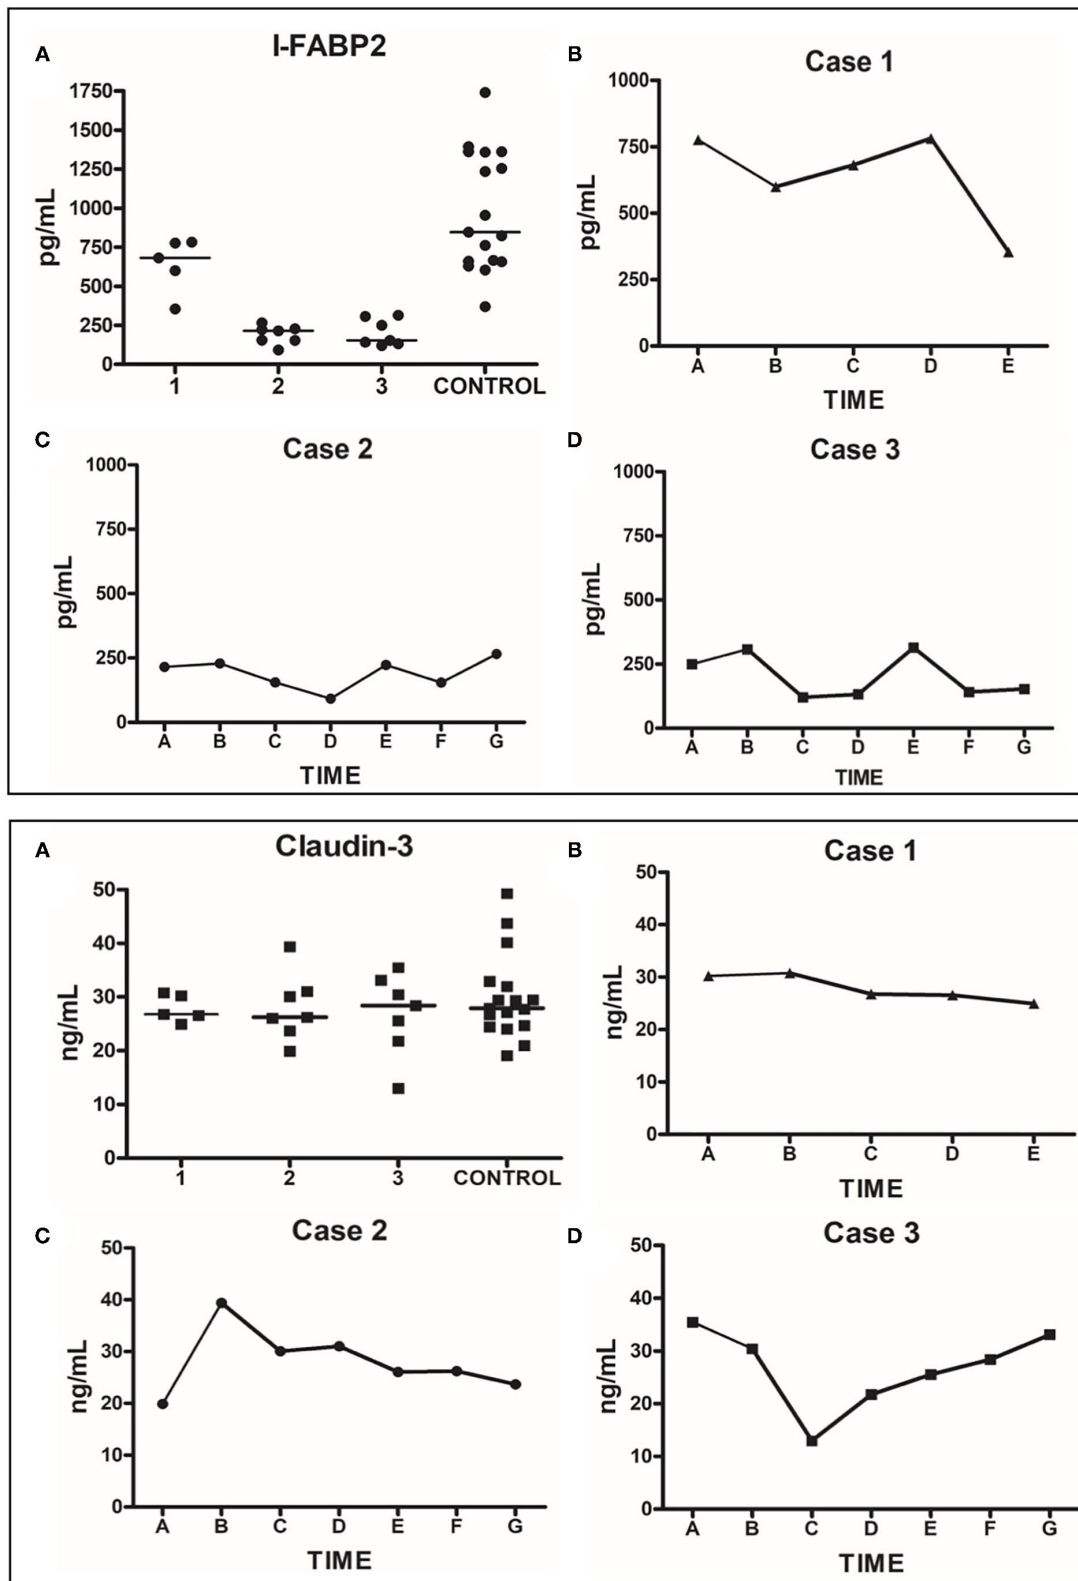 A
I-FABP2
pg/mL
1750
1500
1250
1000
750
500
250
0
1 2 3 CONTROL
B
Case 1
pg/mL
1000
750
500
250
0
A B C D E
TIME
C
Case 2
pg/mL
1000
750
500
250
0
A B C D E F G
TIME
D
Case 3
pg/mL
1000
750
500
250
0
A B C D E F G
TIME
A
Claudin-3
ng/mL
50
40
30
20
10
0
1 2 3 CONTROL
B
Case 1
ng/mL
50
40
30
20
10
0
A B C D E
TIME
C
Case 2
ng/mL
50
40
30
20
10
0
A B C D E F G
TIME
D
Case 3
ng/mL
50
40
30
20
10
0
A B C D E F G
TIME